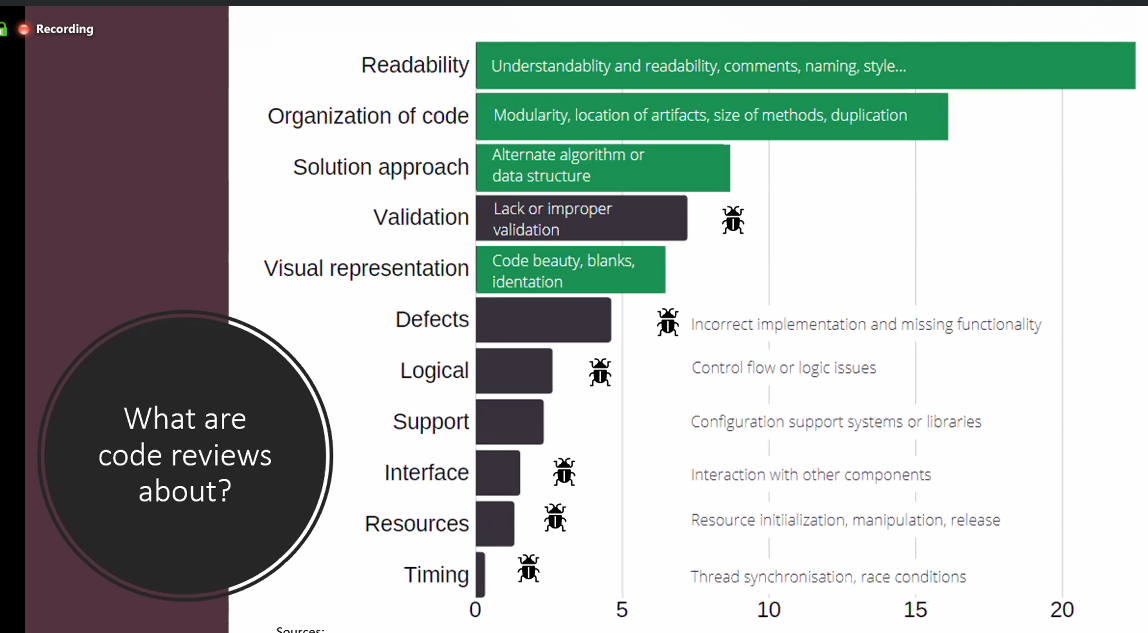 Recording
Readability
Understandablity and readability, comments, naming, style...
Organization of code
Modularity, location of artifacts, size of methods, duplication
Solution approach
Alternate algorithm or
data structure
Validation
Lack or improper
validation
Visual representation
Code beauty, blanks,
identation
Defects
Incorrect implementation and missing functionality
Logical
Control flow or logic issues
Support
Configuration support systems or libraries
Interface
Interaction with other components
Resources
Resource initiialization, manipulation, release
Timing
Thread synchronisation, race conditions
0 5 10 15 20
What are
code reviews
about?
Sources: